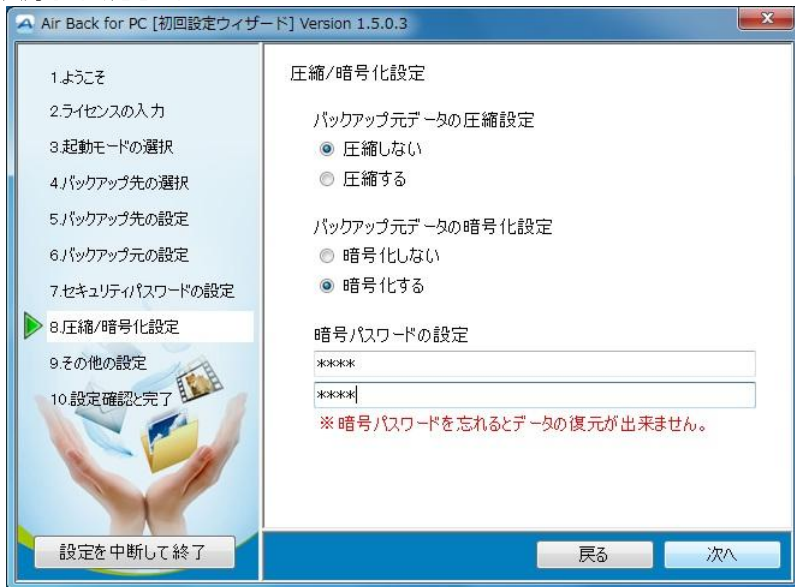 Air Back for PC [初回設定ウィザード] Version 1.5.0.3
1.ようこそ
2.ライセンスの入力
3.起動モードの選択
4.バックアップ先の選択
5.バックアップ先の設定
6.バックアップ元の設定
7.セキュリティパスワードの設定
8.圧縮/暗号化設定
9.その他の設定
10.設定確認と完了
設定を中断して終了
圧縮/暗号化設定
バックアップ元データの圧縮設定
圧縮しない
圧縮する
バックアップ元データの暗号化設定
暗号化しない
暗号化する
暗号パスワードの設定
****
****
※暗号パスワードを忘れるとデータの復元が出来ません。
戻る
次へ